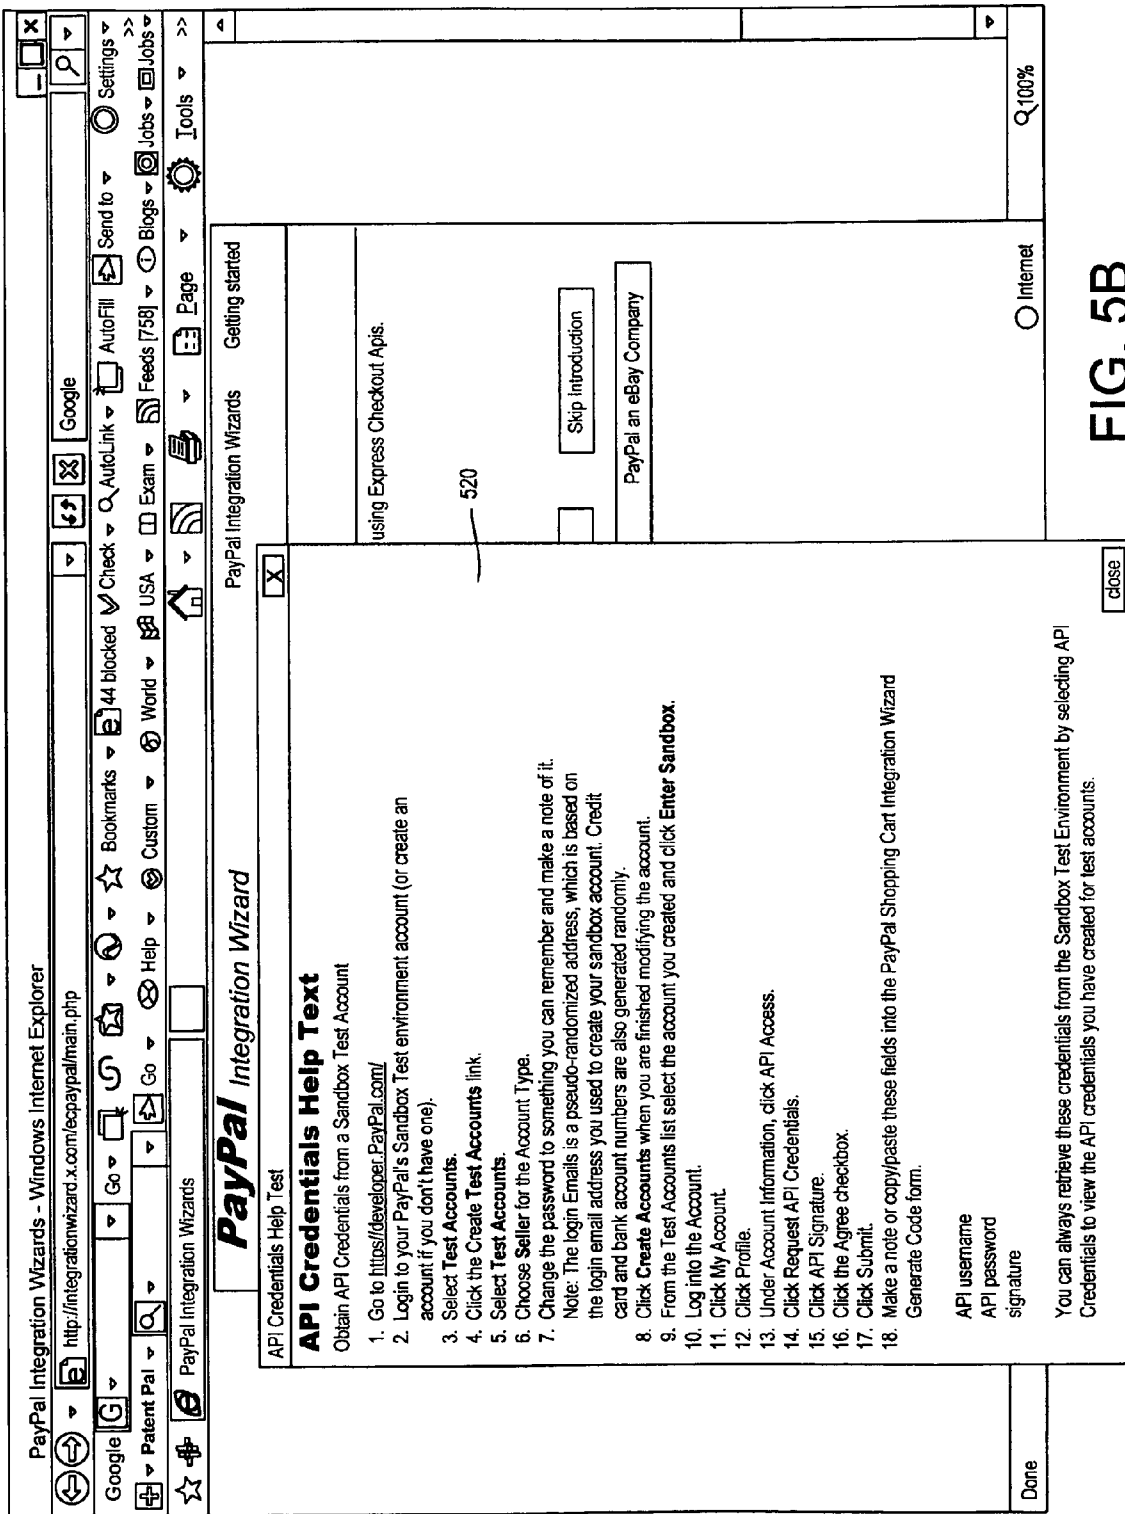 PayPal Integration Wizards - Windows Internet Explorer
http://integrationwizard.x.com/ecpaypal/main.php
Google
Google G Go Bookmarks 44 blocked Check AutoLink AutoFill Send to Settings
Patent Pal Go Help Custom World USA Exam Feeds [758] Blogs Jobs Jobs >>
PayPal Integration Wizards Page Tools >>
PayPal Integration Wizard
PayPal Integration Wizards Getting started
API Credentials Help Test
X
API Credentials Help Text
Obtain API Credentials from a Sandbox Test Account
1. Go to https//developer.PayPal.com/
2. Login to your PayPal's Sandbox Test environment account (or create an
account if you don't have one).
3. Select Test Accounts.
4. Click the Create Test Accounts link.
5. Select Test Accounts.
6. Choose Seller for the Account Type.
7. Change the password to something you can remember and make a note of it.
Note: The login Emails is a pseudo-randomized address, which is based on
the login email address you used to create your sandbox account. Credit
card and bank account numbers are also generated randomly.
8. Click Create Accounts when you are finished modifying the account.
9. From the Test Accounts list select the account you created and click Enter Sandbox.
10. Log into the Account.
11. Click My Account.
12. Click Profile.
13. Under Account Information, click API Access.
14. Click Request API Credentials.
15. Click API Signature.
16. Click the Agree checkbox.
17. Click Submit.
18. Make a note or copy/paste these fields into the PayPal Shopping Cart Integration Wizard
Generate Code form.
API username
API password
signature
You can always retrieve these credentials from the Sandbox Test Environment by selecting API
Credentials to view the API credentials you have created for test accounts.
close
using Express Checkout Apis.
520
Skip Introduction
PayPal an eBay Company
Done
Internet
100%
FIG. 5B